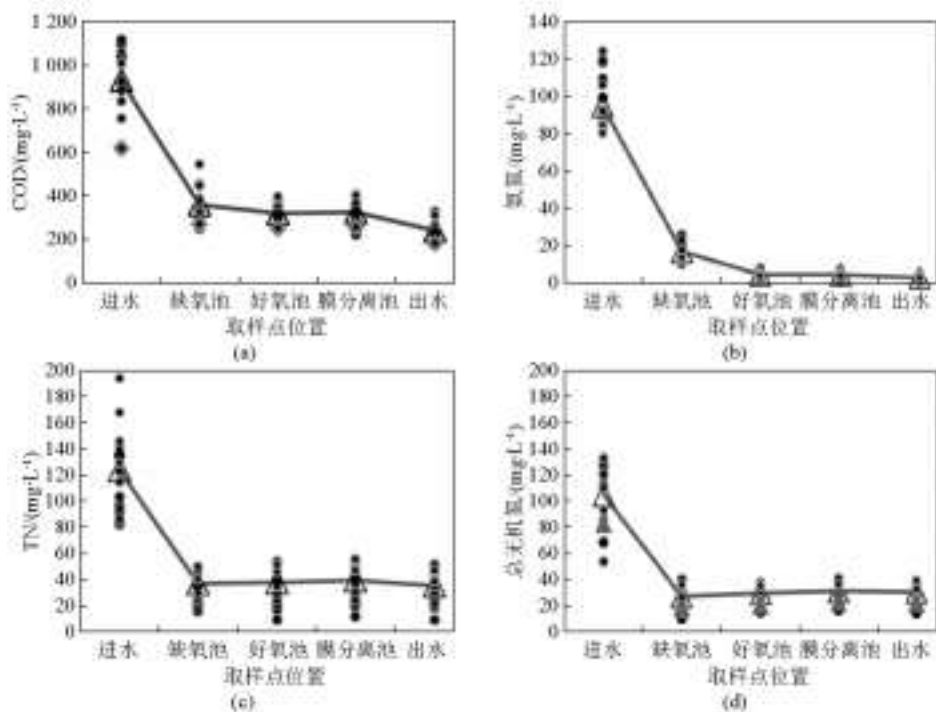 1 200
1 000
800
600
400
200
0
COD/(mg·L⁻¹)
进水 缺氧池 好氧池 膜分离池 出水
取样点位置
(a)
140
120
100
80
60
40
20
0
氨氮/(mg·L⁻¹)
进水 缺氧池 好氧池 膜分离池 出水
取样点位置
(b)
200
180
160
140
120
100
80
60
40
20
0
TN/(mg·L⁻¹)
进水 缺氧池 好氧池 膜分离池 出水
取样点位置
(c)
200
180
160
140
120
100
80
60
40
20
0
总无机氮/(mg·L⁻¹)
进水 缺氧池 好氧池 膜分离池 出水
取样点位置
(d)